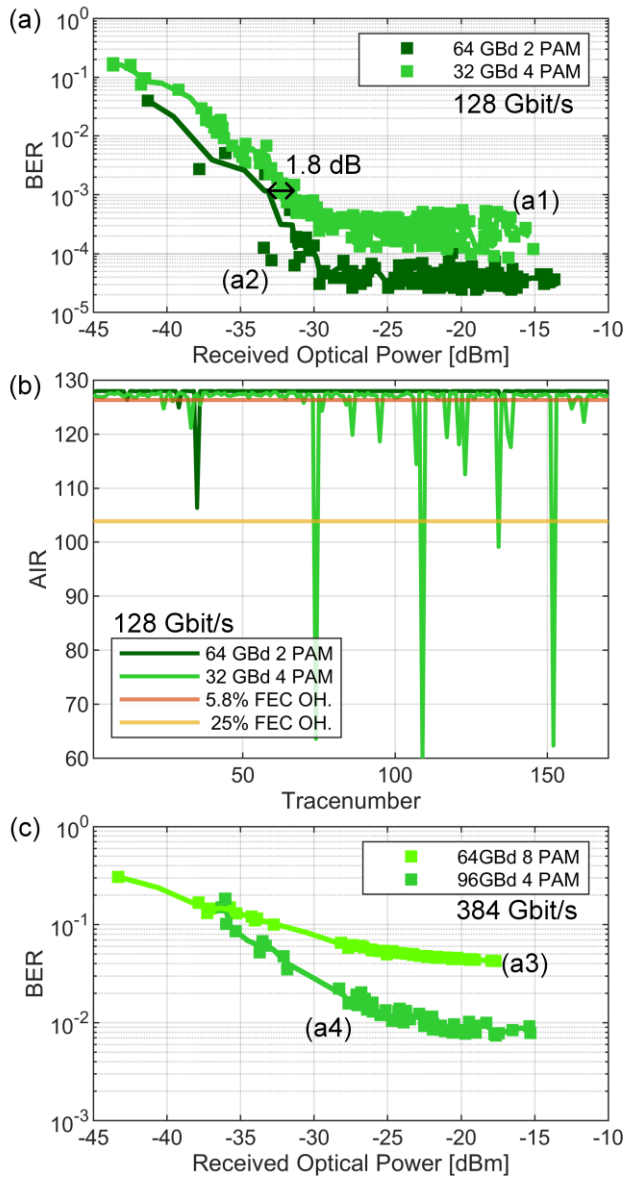 (a)
10^0
10^-1
10^-2
10^-3
10^-4
10^-5
BER
64 GBd 2 PAM
32 GBd 4 PAM
128 Gbit/s
1.8 dB
(a1)
(a2)
-45 -40 -35 -30 -25 -20 -15 -10
Received Optical Power [dBm]
(b)
130
120
110
100
90
80
70
60
AIR
128 Gbit/s
64 GBd 2 PAM
32 GBd 4 PAM
5.8% FEC OH.
25% FEC OH.
50 100 150
Tracenumber
(c)
10^0
10^-1
10^-2
10^-3
BER
64GBd 8 PAM
96GBd 4 PAM
384 Gbit/s
(a3)
(a4)
-45 -40 -35 -30 -25 -20 -15 -10
Received Optical Power [dBm]